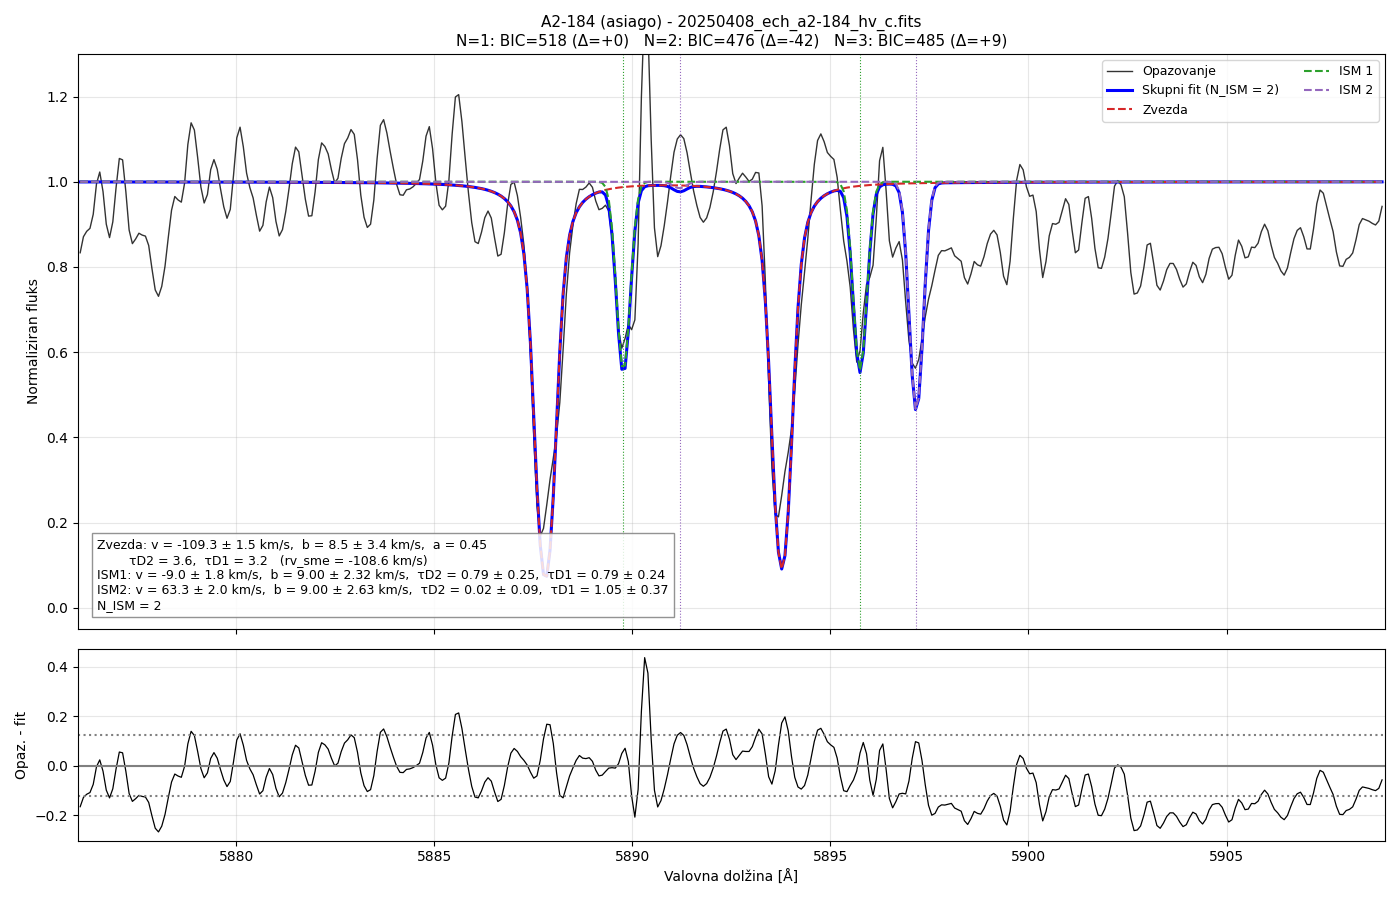 A2-184 (asiago) - 20250408_ech_a2-184_hv_c.fits
N=1: BIC=518 (Δ=+0)   N=2: BIC=476 (Δ=-42)   N=3: BIC=485 (Δ=+9)
Opazovanje
Skupni fit (N_ISM = 2)
Zvezda
ISM 1
ISM 2
Normaliziran fluks
1.2
1.0
0.8
0.6
0.4
0.2
0.0
Zvezda: v = -109.3 ± 1.5 km/s,  b = 8.5 ± 3.4 km/s,  a = 0.45
τD2 = 3.6,  τD1 = 3.2   (rv_sme = -108.6 km/s)
ISM1: v = -9.0 ± 1.8 km/s,  b = 9.00 ± 2.32 km/s,  τD2 = 0.79 ± 0.25,  τD1 = 0.79 ± 0.24
ISM2: v = 63.3 ± 2.0 km/s,  b = 9.00 ± 2.63 km/s,  τD2 = 0.02 ± 0.09,  τD1 = 1.05 ± 0.37
N_ISM = 2
Opaz. - fit
0.4
0.2
0.0
−0.2
5880
5885
5890
5895
5900
5905
Valovna dolžina [Å]